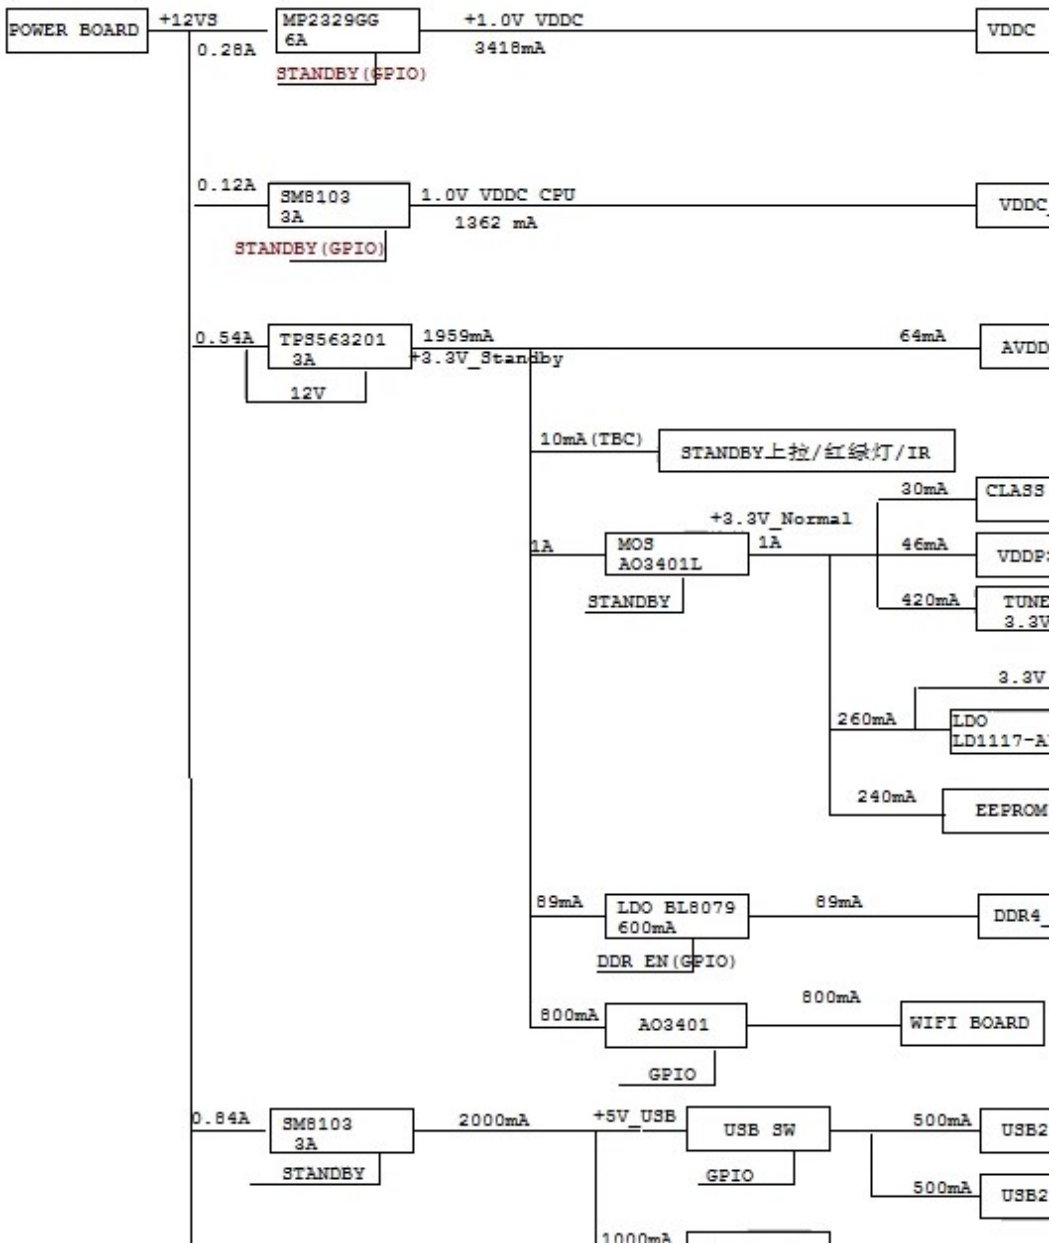 POWER BOARD
+12VS
0.28A
MP2329GG
6A
STANDBY(GPIO)
+1.0V VDDC
3418mA
VDDC
0.12A
SM8103
3A
STANDBY(GPIO)
1.0V VDDC CPU
1362 mA
VDDC_
0.54A
TPS563201
3A
12V
1959mA
+3.3V_Standby
64mA
AVDD
10mA(TBC)
STANDBY上拉/红绿灯/IR
1A
MOS
AO3401L
STANDBY
+3.3V_Normal
1A
30mA
CLASS
46mA
VDDP3
420mA
TUNE
3.3V
260mA
3.3V
LDO
LD1117-A
240mA
EEPROM
89mA
LDO BL8079
600mA
DDR EN(GPIO)
89mA
DDR4_
800mA
AO3401
GPIO
800mA
WIFI BOARD
0.84A
SM8103
3A
STANDBY
2000mA
+5V_USB
USB SW
GPIO
500mA
USB2
500mA
USB2
1000mA